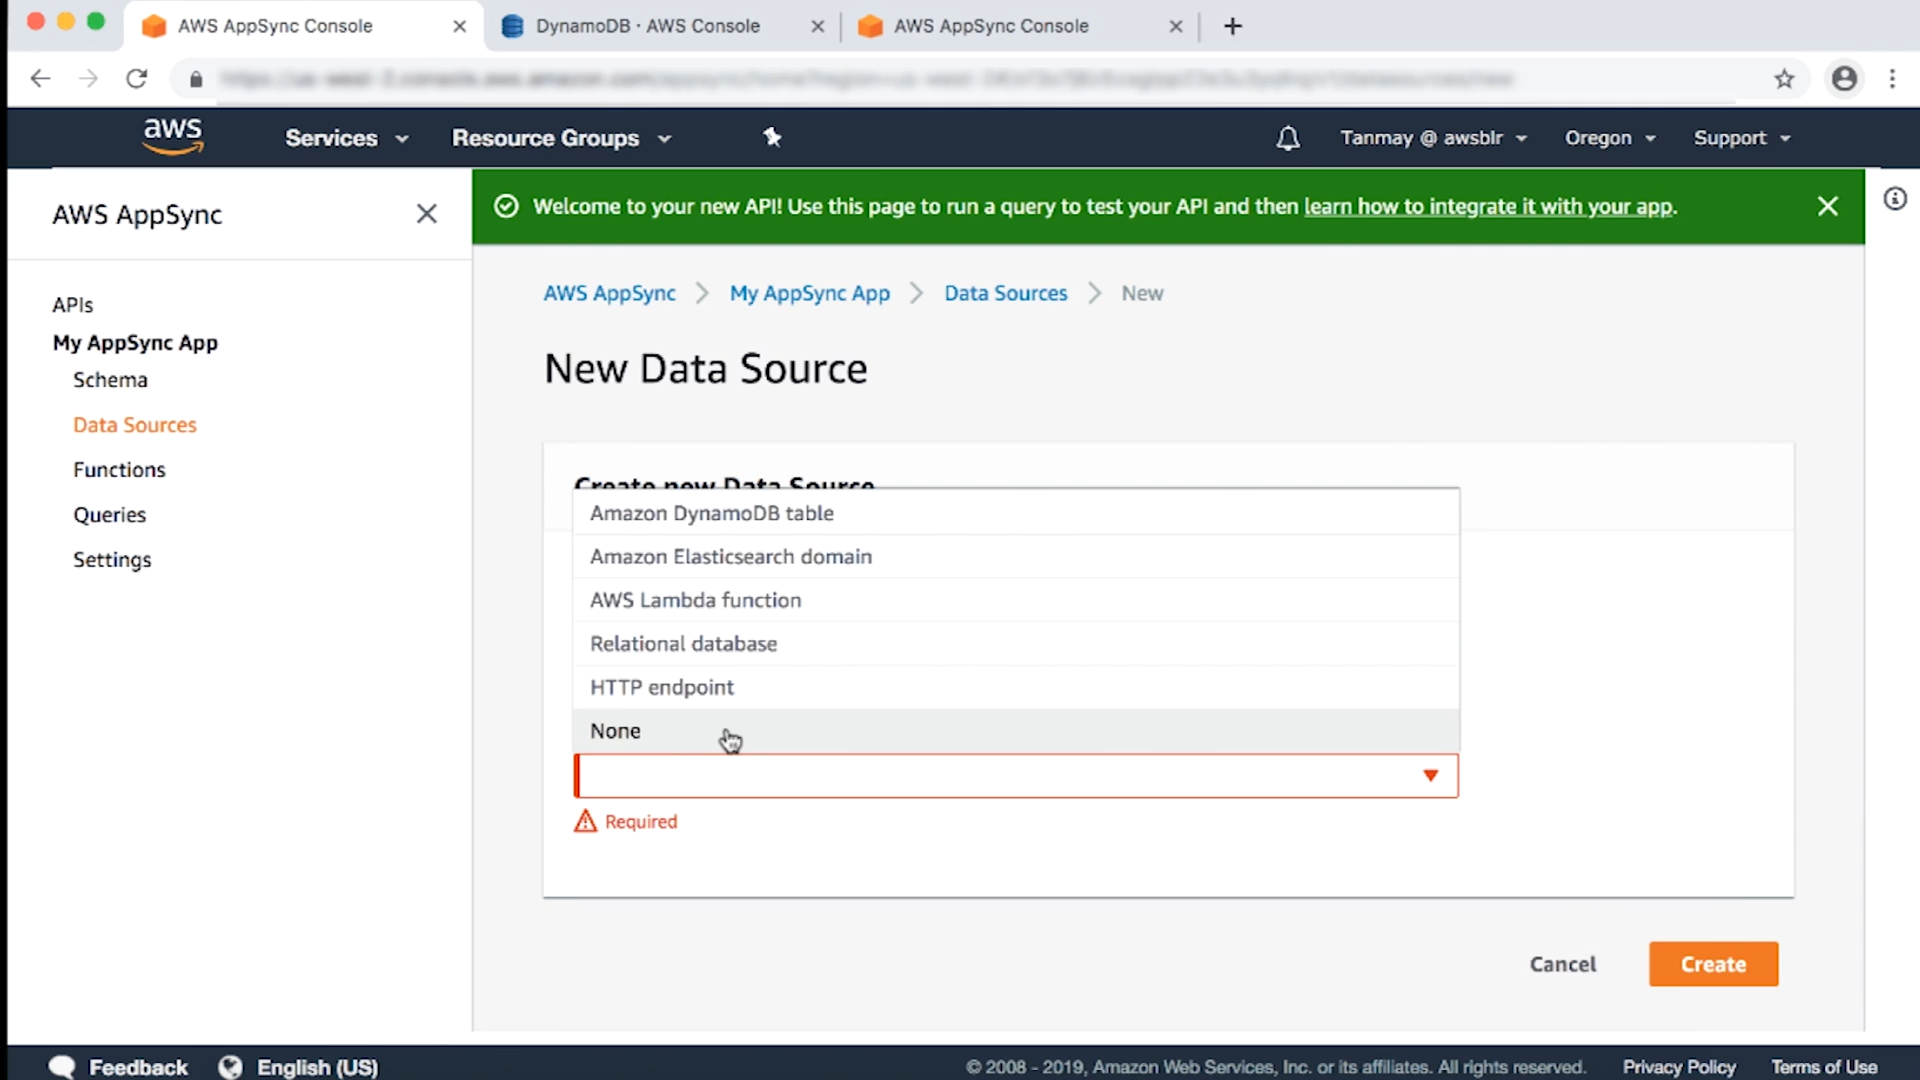 AWS AppSync Console
DynamoDB · AWS Console
AWS AppSync Console
aws
Services
Resource Groups
Tanmay @ awsblr
Oregon
Support
AWS AppSync
Welcome to your new API! Use this page to run a query to test your API and then learn how to integrate it with your app.
APIs
My AppSync App
Schema
Data Sources
Functions
Queries
Settings
AWS AppSync
My AppSync App
Data Sources
New
New Data Source
Create new Data Source
Amazon DynamoDB table
Amazon Elasticsearch domain
AWS Lambda function
Relational database
HTTP endpoint
None
Required
Cancel
Create
Feedback
English (US)
© 2008 - 2019, Amazon Web Services, Inc. or its affiliates. All rights reserved.
Privacy Policy
Terms of Use